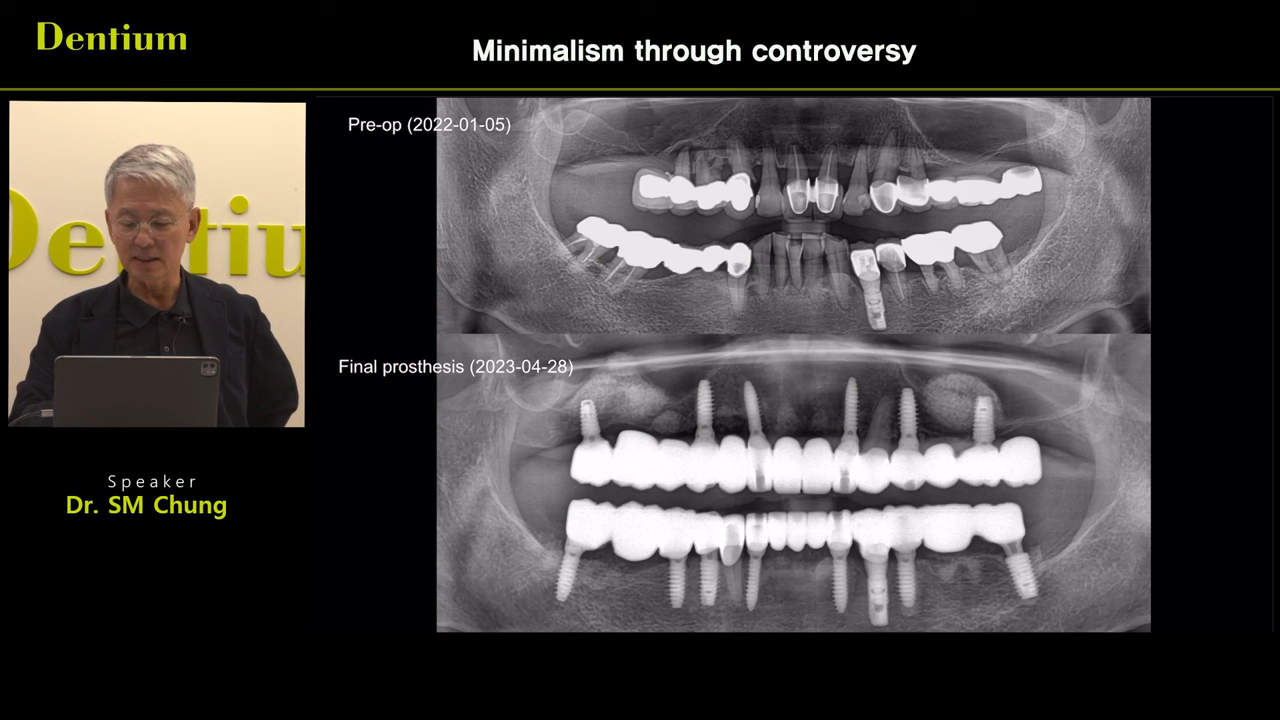 Dentium
Minimalism through controversy
Pre-op (2022-01-05)
Final prosthesis (2023-04-28)
Speaker
Dr. SM Chung